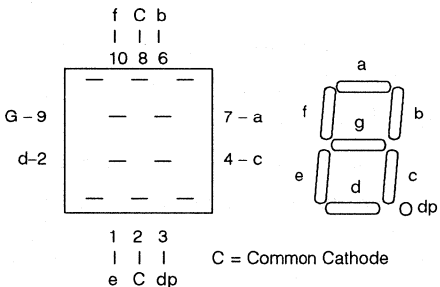 f C b
10 8 6
G – 9
7 – a
d-2
4 – c
1 2 3
e C dp
a
f
b
g
e
c
d
dp
C = Common Cathode